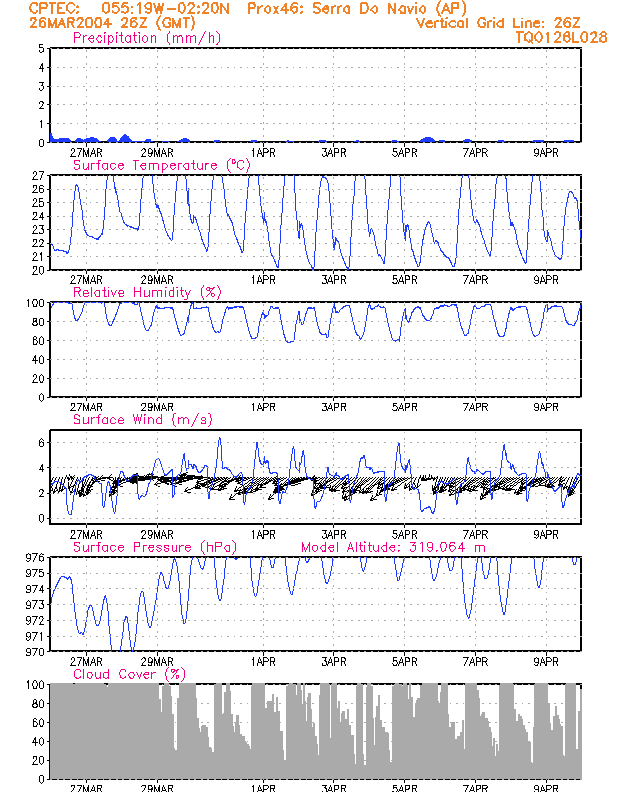 CPTEC: 055:19W-02:20N Prox46: Serra Do Navio (AP)
26MAR2004 26Z (GMT) Vertical Grid Line: 26Z
Precipitation (mm/h) TQ0126L028
5
4
3
2
1
0
27MAR 29MAR 1APR 3APR 5APR 7APR 9APR
Surface Temperature (°C)
27
26
25
24
23
22
21
20
27MAR 29MAR 1APR 3APR 5APR 7APR 9APR
Relative Humidity (%)
100
80
60
40
20
0
27MAR 29MAR 1APR 3APR 5APR 7APR 9APR
Surface Wind (m/s)
6
4
2
0
27MAR 29MAR 1APR 3APR 5APR 7APR 9APR
Surface Pressure (hPa) Model Altitude: 319.064 m
976
975
974
973
972
971
970
27MAR 29MAR 1APR 3APR 5APR 7APR 9APR
Cloud Cover (%)
100
80
60
40
20
0
27MAR 29MAR 1APR 3APR 5APR 7APR 9APR